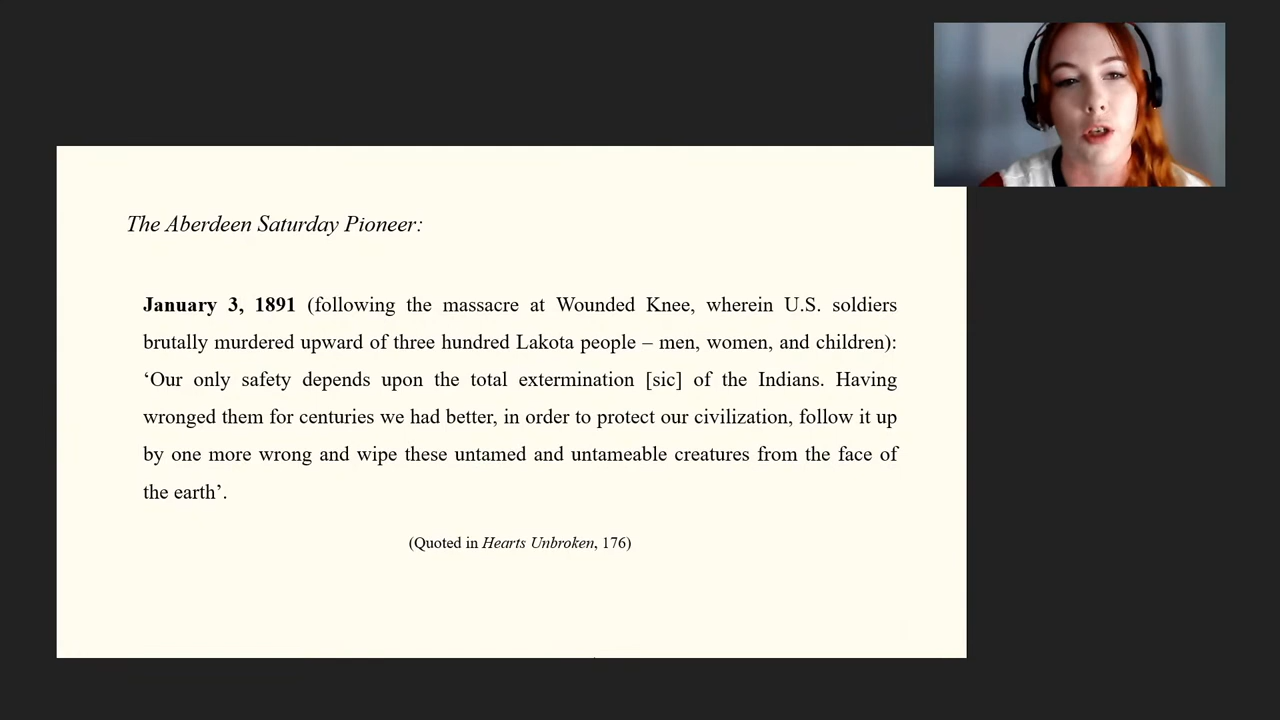 The Aberdeen Saturday Pioneer:
January 3, 1891 (following the massacre at Wounded Knee, wherein U.S. soldiers
brutally murdered upward of three hundred Lakota people – men, women, and children):
‘Our only safety depends upon the total extermination [sic] of the Indians. Having
wronged them for centuries we had better, in order to protect our civilization, follow it up
by one more wrong and wipe these untamed and untameable creatures from the face of
the earth’.
(Quoted in Hearts Unbroken, 176)